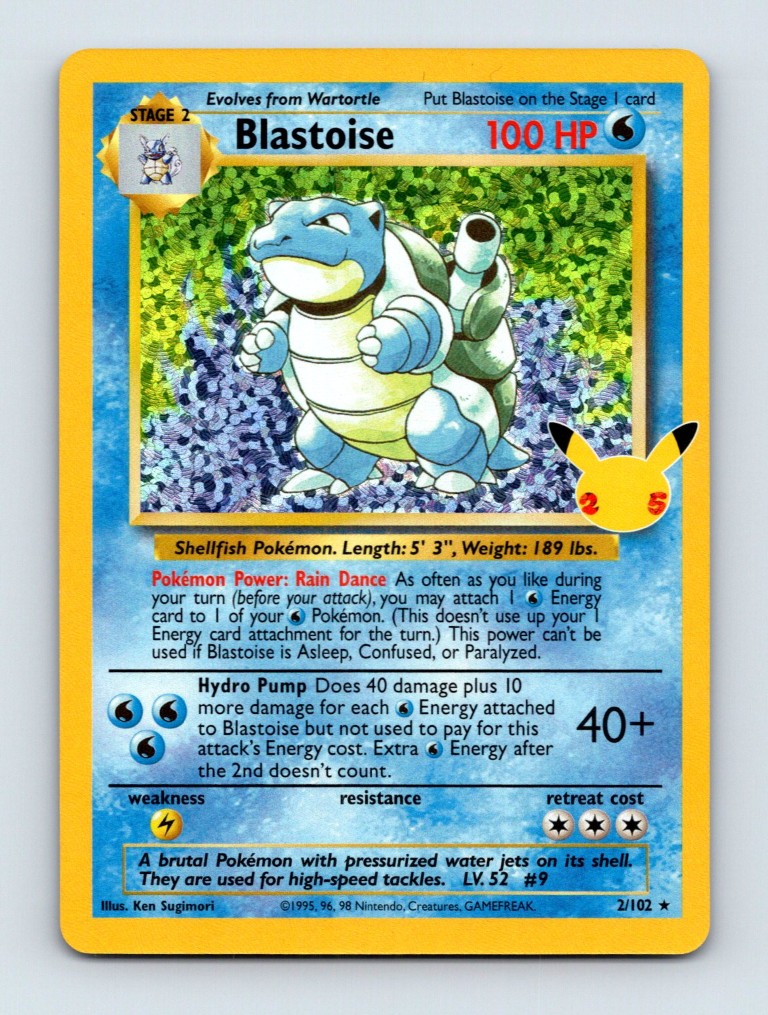 Evolves from Wartortle Put Blastoise on the Stage 1 card
STAGE 2
Blastoise 100 HP
25
Shellfish Pokémon. Length: 5' 3", Weight: 189 lbs.
Pokémon Power: Rain Dance As often as you like during
your turn (before your attack), you may attach 1 Energy
card to 1 of your Pokémon. (This doesn't use up your 1
Energy card attachment for the turn.) This power can't be
used if Blastoise is Asleep, Confused, or Paralyzed.
Hydro Pump Does 40 damage plus 10
more damage for each Energy attached
to Blastoise but not used to pay for this
attack's Energy cost. Extra Energy after
the 2nd doesn't count.
40+
weakness resistance retreat cost
A brutal Pokémon with pressurized water jets on its shell.
They are used for high-speed tackles. LV. 52 #9
Illus. Ken Sugimori ©1995, 96, 98 Nintendo, Creatures, GAMEFREAK. 2/102 ★